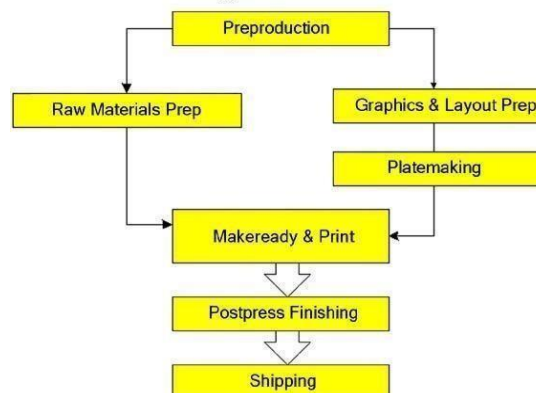 Preproduction
Raw Materials Prep
Graphics & Layout Prep
Platemaking
Makeready & Print
Postpress Finishing
Shipping